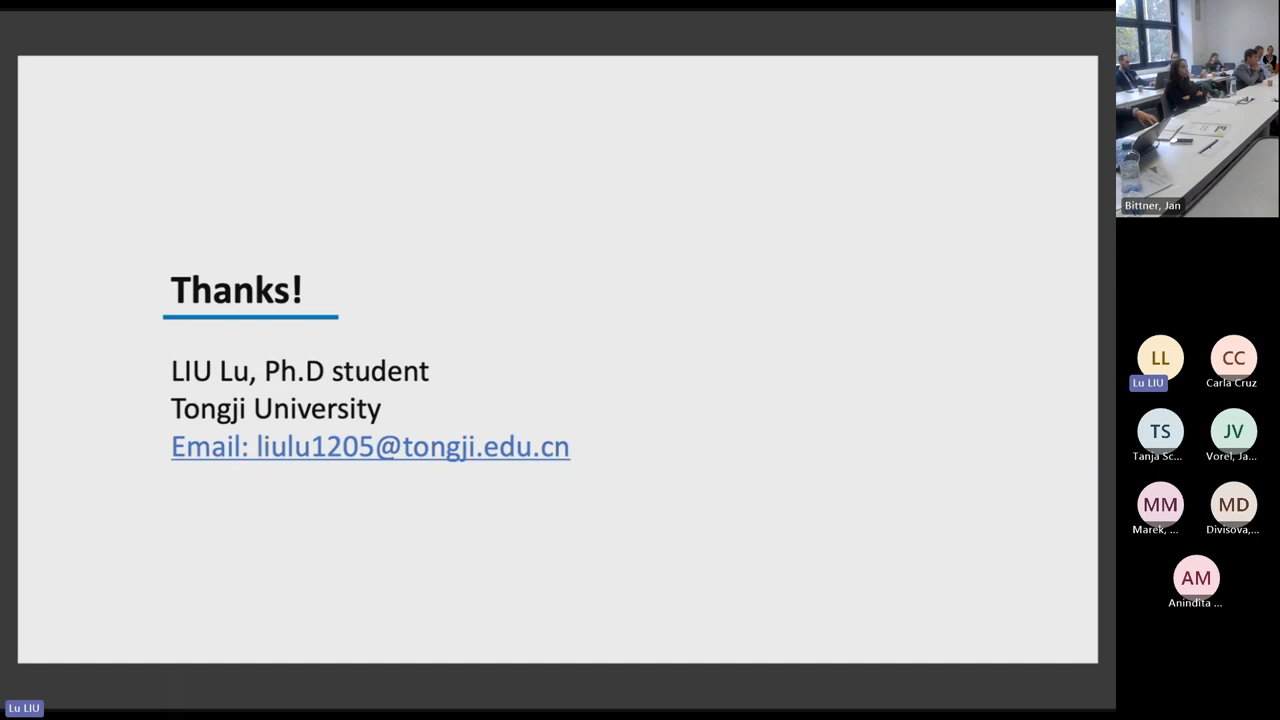 Thanks!
LIU Lu, Ph.D student
Tongji University
Email: liulu1205@tongji.edu.cn
Lu LIU
Bittner, Jan
LL
Lu LIU
CC
Carla Cruz
TS
Tanja Sc...
JV
Vorel, Ja...
MM
Marek, ...
MD
Divisova,...
AM
Anindita ...